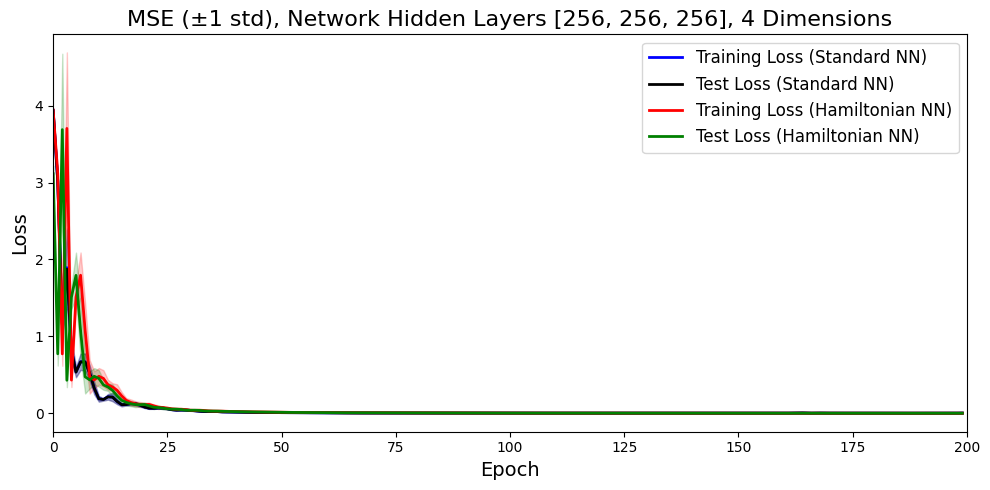 MSE (±1 std), Network Hidden Layers [256, 256, 256], 4 Dimensions
Training Loss (Standard NN)
Test Loss (Standard NN)
Training Loss (Hamiltonian NN)
Test Loss (Hamiltonian NN)
Loss
4
3
2
1
0
0 25 50 75 100 125 150 175 200
Epoch